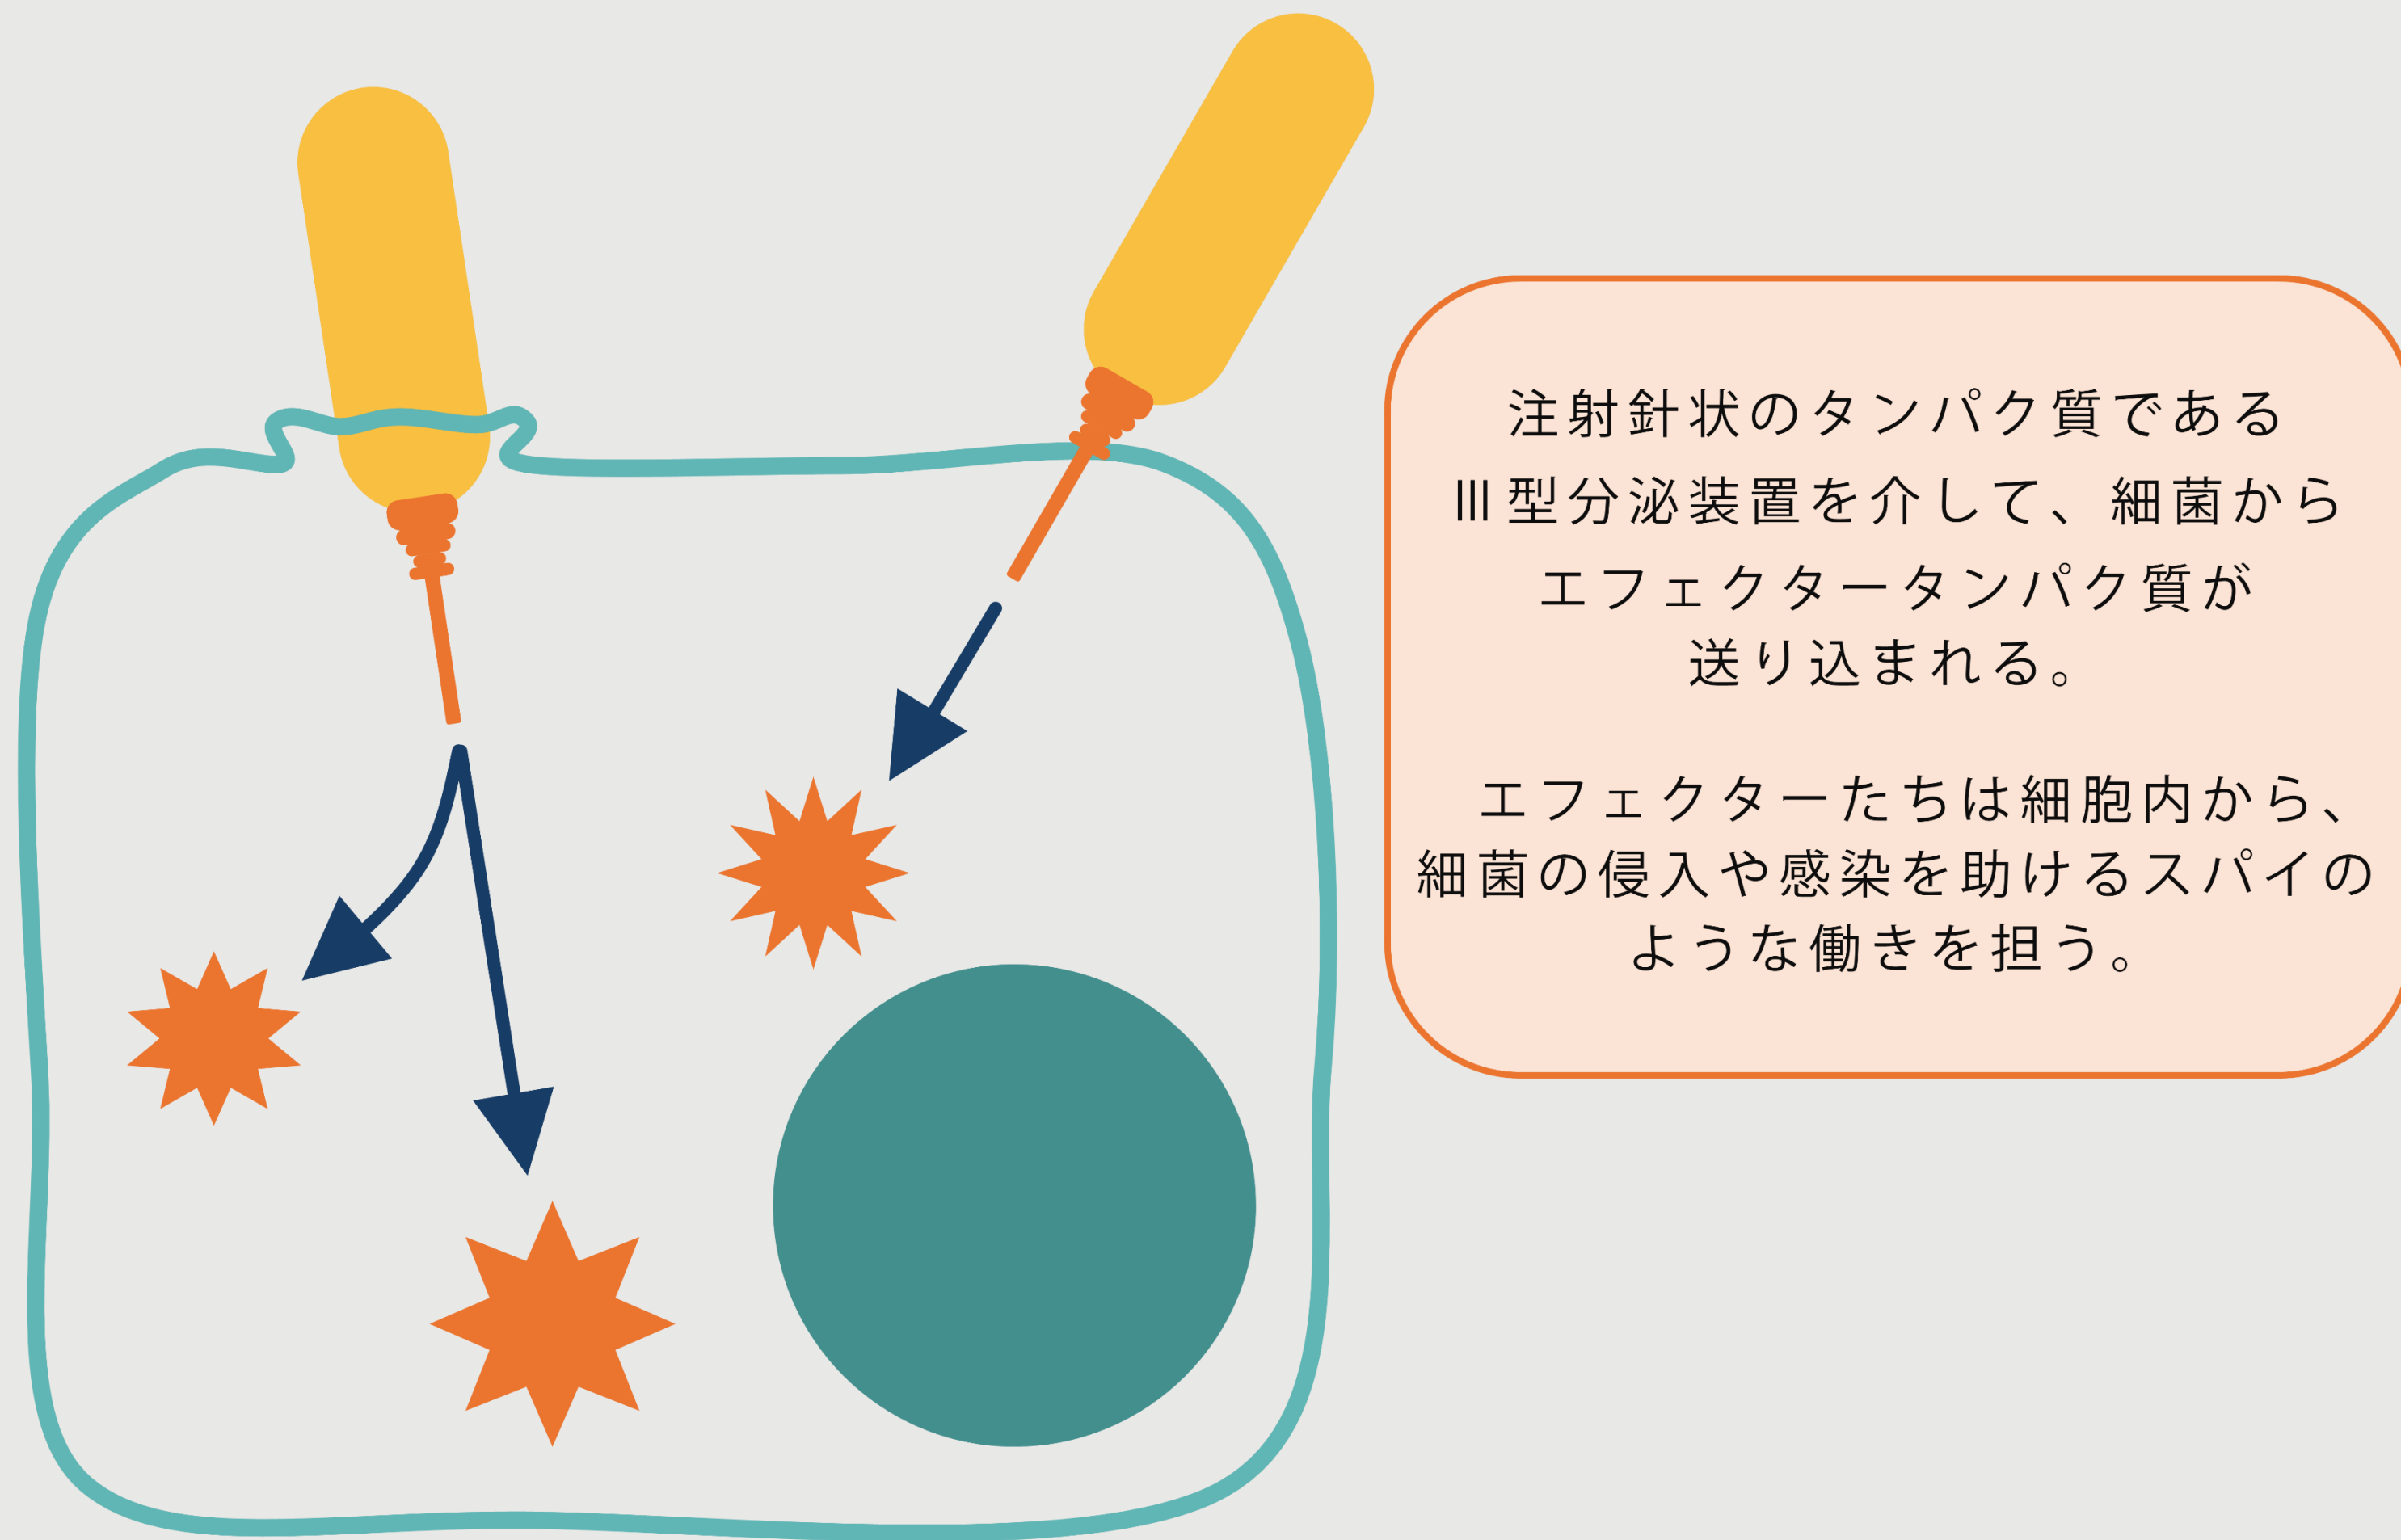 注射針状のタンパク質である
III型分泌装置を介して、細菌から
エフェクタータンパク質が
送り込まれる。
エフェクターたちは細胞内から、
細菌の侵入や感染を助けるスパイの
ような働きを担う。